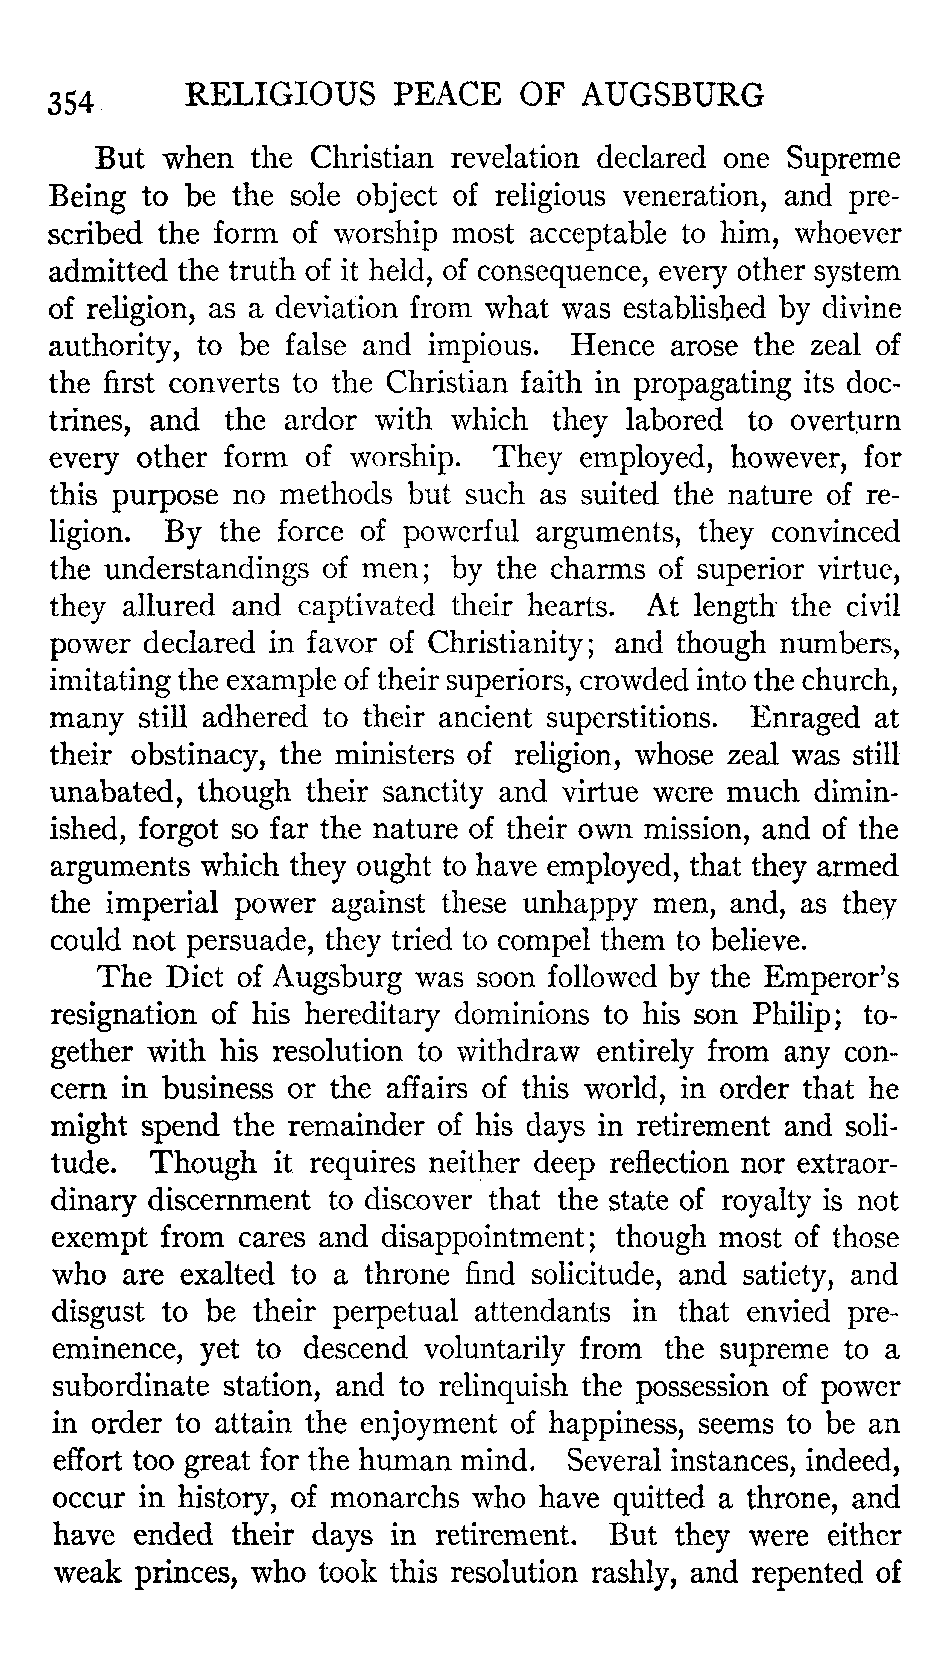 354 RELIGIOUS PEACE OF AUGSBURG
But when the Christian revelation declared one Supreme
Being to be the sole object of religious veneration, and pre-
scribed the form of worship most acceptable to him, whoever
admitted the truth of it held, of consequence, every other system
of religion, as a deviation from what was established by divine
authority, to be false and impious. Hence arose the zeal of
the first converts to the Christian faith in propagating its doc-
trines, and the ardor with which they labored to overturn
every other form of worship. They employed, however, for
this purpose no methods but such as suited the nature of re-
ligion. By the force of powerful arguments, they convinced
the understandings of men; by the charms of superior virtue,
they allured and captivated their hearts. At length the civil
power declared in favor of Christianity; and though numbers,
imitating the example of their superiors, crowded into the church,
many still adhered to their ancient superstitions. Enraged at
their obstinacy, the ministers of religion, whose zeal was still
unabated, though their sanctity and virtue were much dimin-
ished, forgot so far the nature of their own mission, and of the
arguments which they ought to have employed, that they armed
the imperial power against these unhappy men, and, as they
could not persuade, they tried to compel them to believe.
The Diet of Augsburg was soon followed by the Emperor's
resignation of his hereditary dominions to his son Philip; to-
gether with his resolution to withdraw entirely from any con-
cern in business or the affairs of this world, in order that he
might spend the remainder of his days in retirement and soli-
tude. Though it requires neither deep reflection nor extraor-
dinary discernment to discover that the state of royalty is not
exempt from cares and disappointment; though most of those
who are exalted to a throne find solicitude, and satiety, and
disgust to be their perpetual attendants in that envied pre-
eminence, yet to descend voluntarily from the supreme to a
subordinate station, and to relinquish the possession of power
in order to attain the enjoyment of happiness, seems to be an
effort too great for the human mind. Several instances, indeed,
occur in history, of monarchs who have quitted a throne, and
have ended their days in retirement. But they were either
weak princes, who took this resolution rashly, and repented of